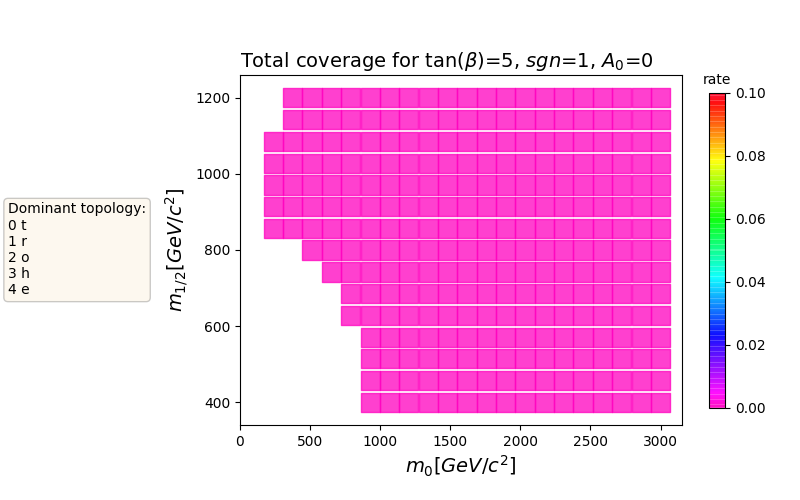 Total coverage for tan(β)=5, sgn=1, A₀=0
rate
Dominant topology:
0 t
1 r
2 o
3 h
4 e
m₁/₂[GeV/c²]
1200
1000
800
600
400
0 500 1000 1500 2000 2500 3000
m₀[GeV/c²]
0.10
0.08
0.06
0.04
0.02
0.00